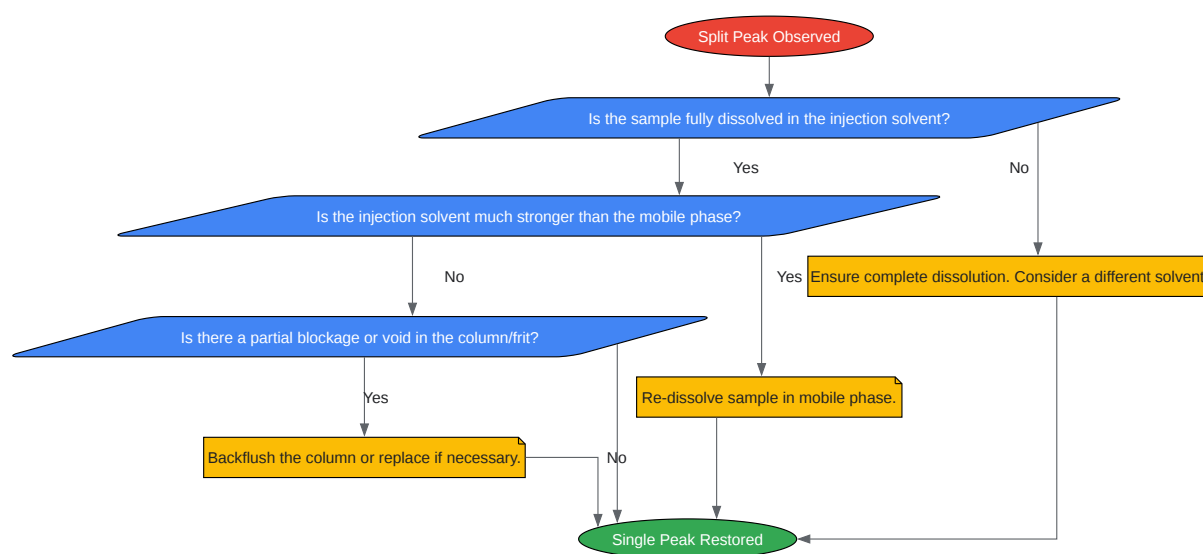 Split Peak Observed
Is the sample fully dissolved in the injection solvent?
Yes
No
Is the injection solvent much stronger than the mobile phase?
No
Yes
Ensure complete dissolution. Consider a different solvent
Is there a partial blockage or void in the column/frit?
Yes
Re-dissolve sample in mobile phase.
Backflush the column or replace if necessary.
No
Single Peak Restored